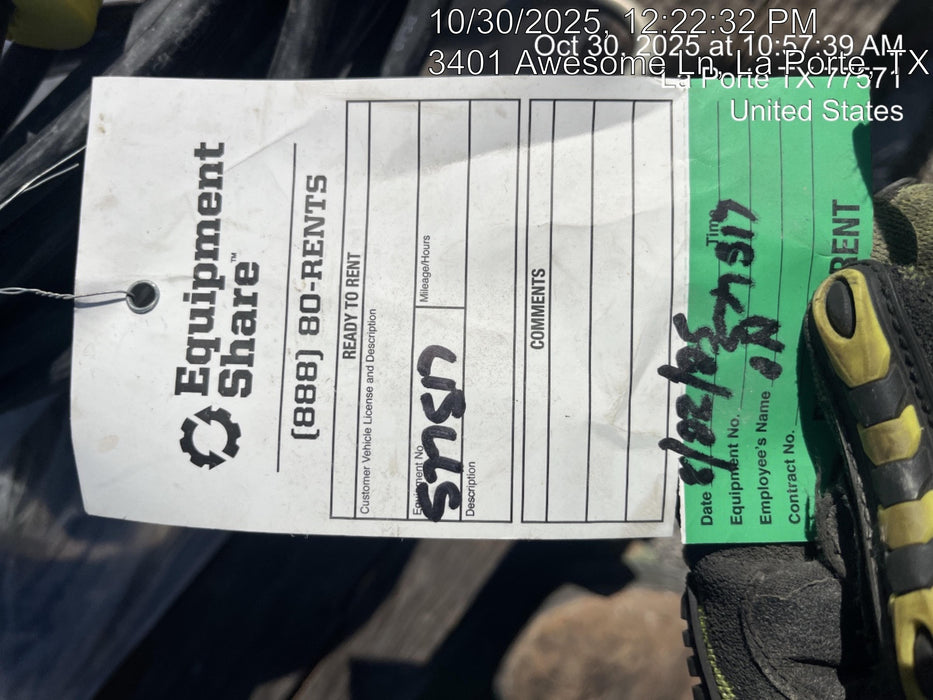 10/30/2025, 12:22:32 PM
3401 Awesome Ln, La Porte, TX
Oct 30, 2025 at 10:57:39 AM
La Porte TX 77571
United States
Equipment
Share™
(888) 80-RENTS
READY TO RENT
Customer Vehicle License and Description
Equipment No.
Mileage/Hours
Description
COMMENTS
Date
Time
Equipment No.
Employee's Name
Contract No.
RENT